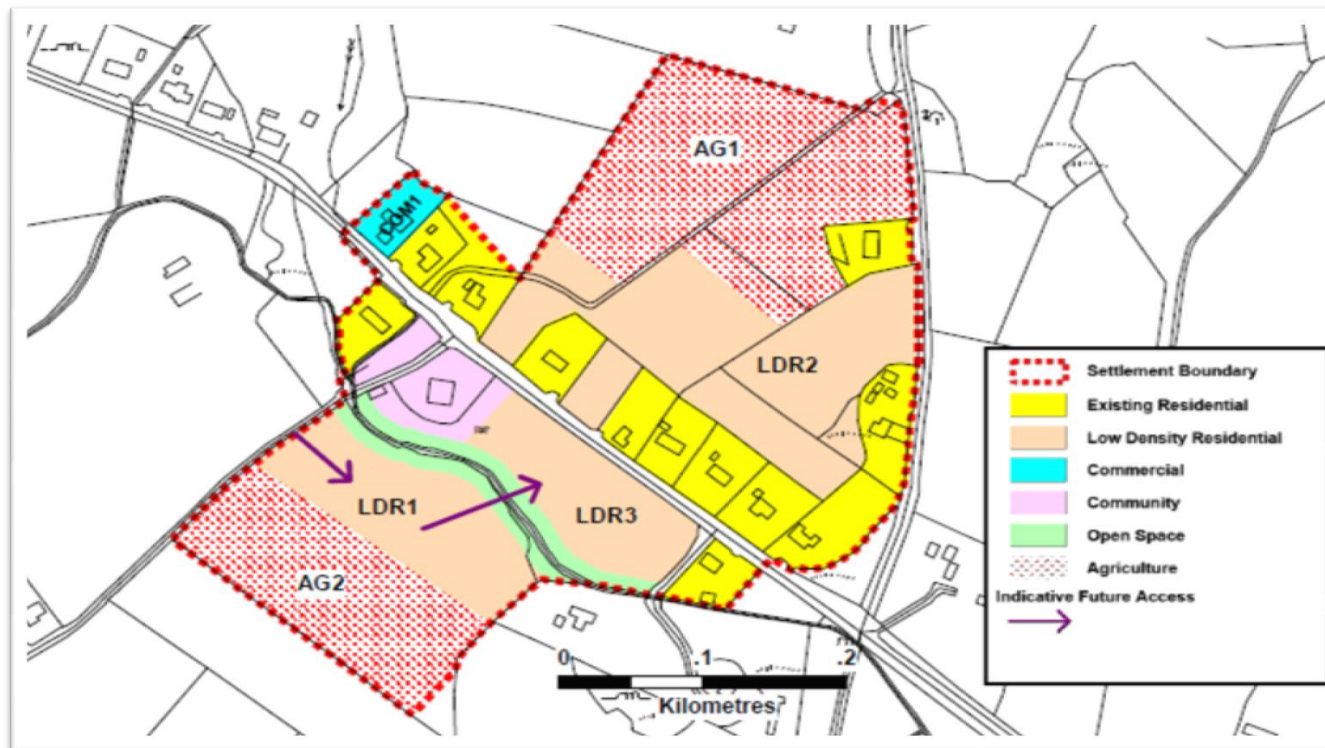 AG1
COM1
LDR2
LDR1
LDR3
AG2
Settlement Boundary
Existing Residential
Low Density Residential
Commercial
Community
Open Space
Agriculture
Indicative Future Access
0 .1 .2
Kilometres